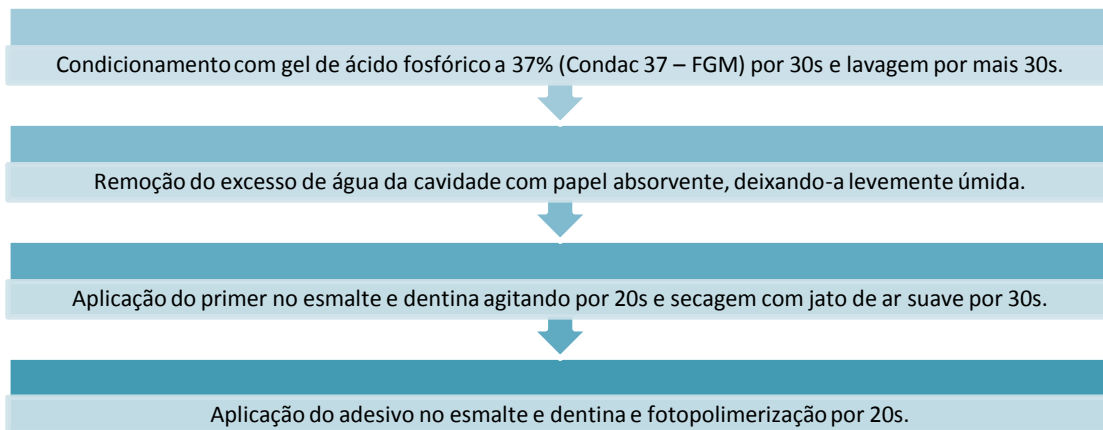 Condicionamento com gel de ácido fosfórico a 37% (Condac 37 – FGM) por 30s e lavagem por mais 30s.
Remoção do excesso de água da cavidade com papel absorvente, deixando-a levemente úmida.
Aplicação do primer no esmalte e dentina agitando por 20s e secagem com jato de ar suave por 30s.
Aplicação do adesivo no esmalte e dentina e fotopolimerização por 20s.